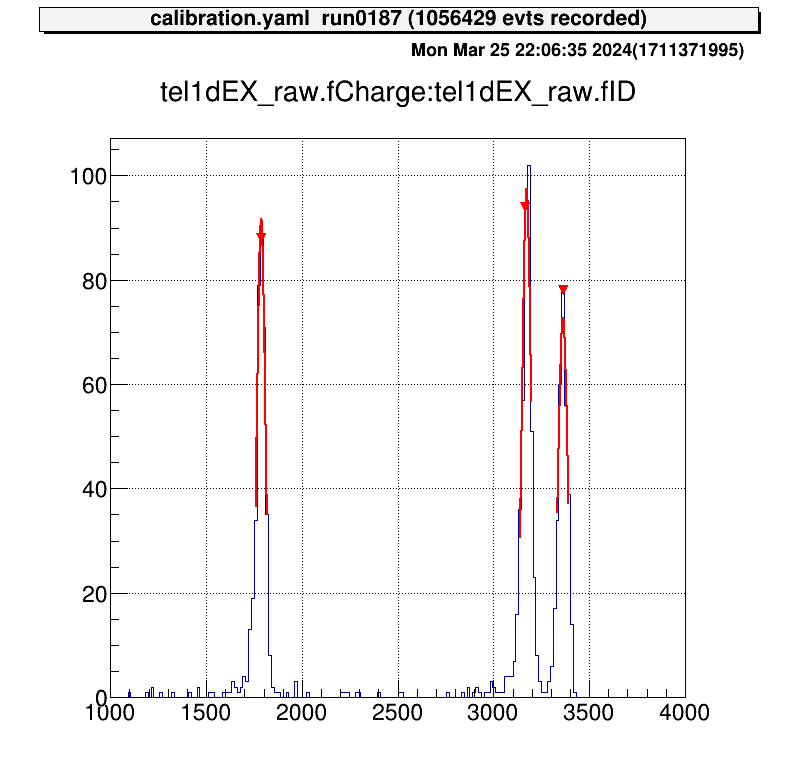 calibration.yaml  run0187 (1056429 evts recorded)
Mon Mar 25 22:06:35 2024(1711371995)
tel1dEX_raw.fCharge:tel1dEX_raw.fID
100
80
60
40
20
0
1000 1500 2000 2500 3000 3500 4000